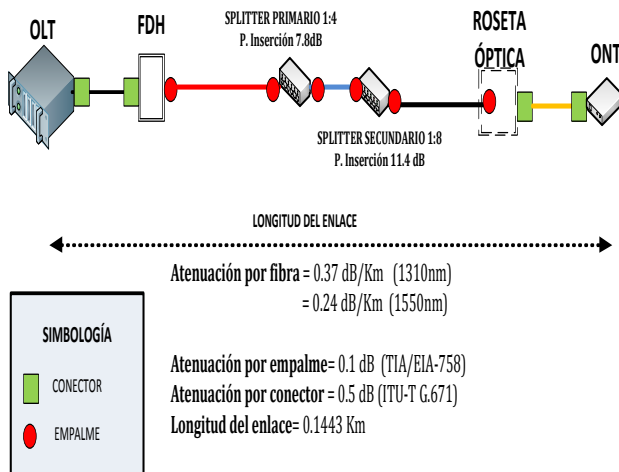 OLT
FDH
SPLITTER PRIMARIO 1:4
P. Inserción 7.8dB
ROSETA
ÓPTICA
ONT
SPLITTER SECUNDARIO 1:8
P. Inserción 11.4 dB
LONGITUD DEL ENLACE
Atenuación por fibra = 0.37 dB/Km (1310nm)
= 0.24 dB/Km (1550nm)
SIMBOLOGÍA
CONECTOR
EMPALME
Atenuación por empalme= 0.1 dB (TIA/EIA-758)
Atenuación por conector = 0.5 dB (ITU-T G.671)
Longitud del enlace= 0.1443 Km